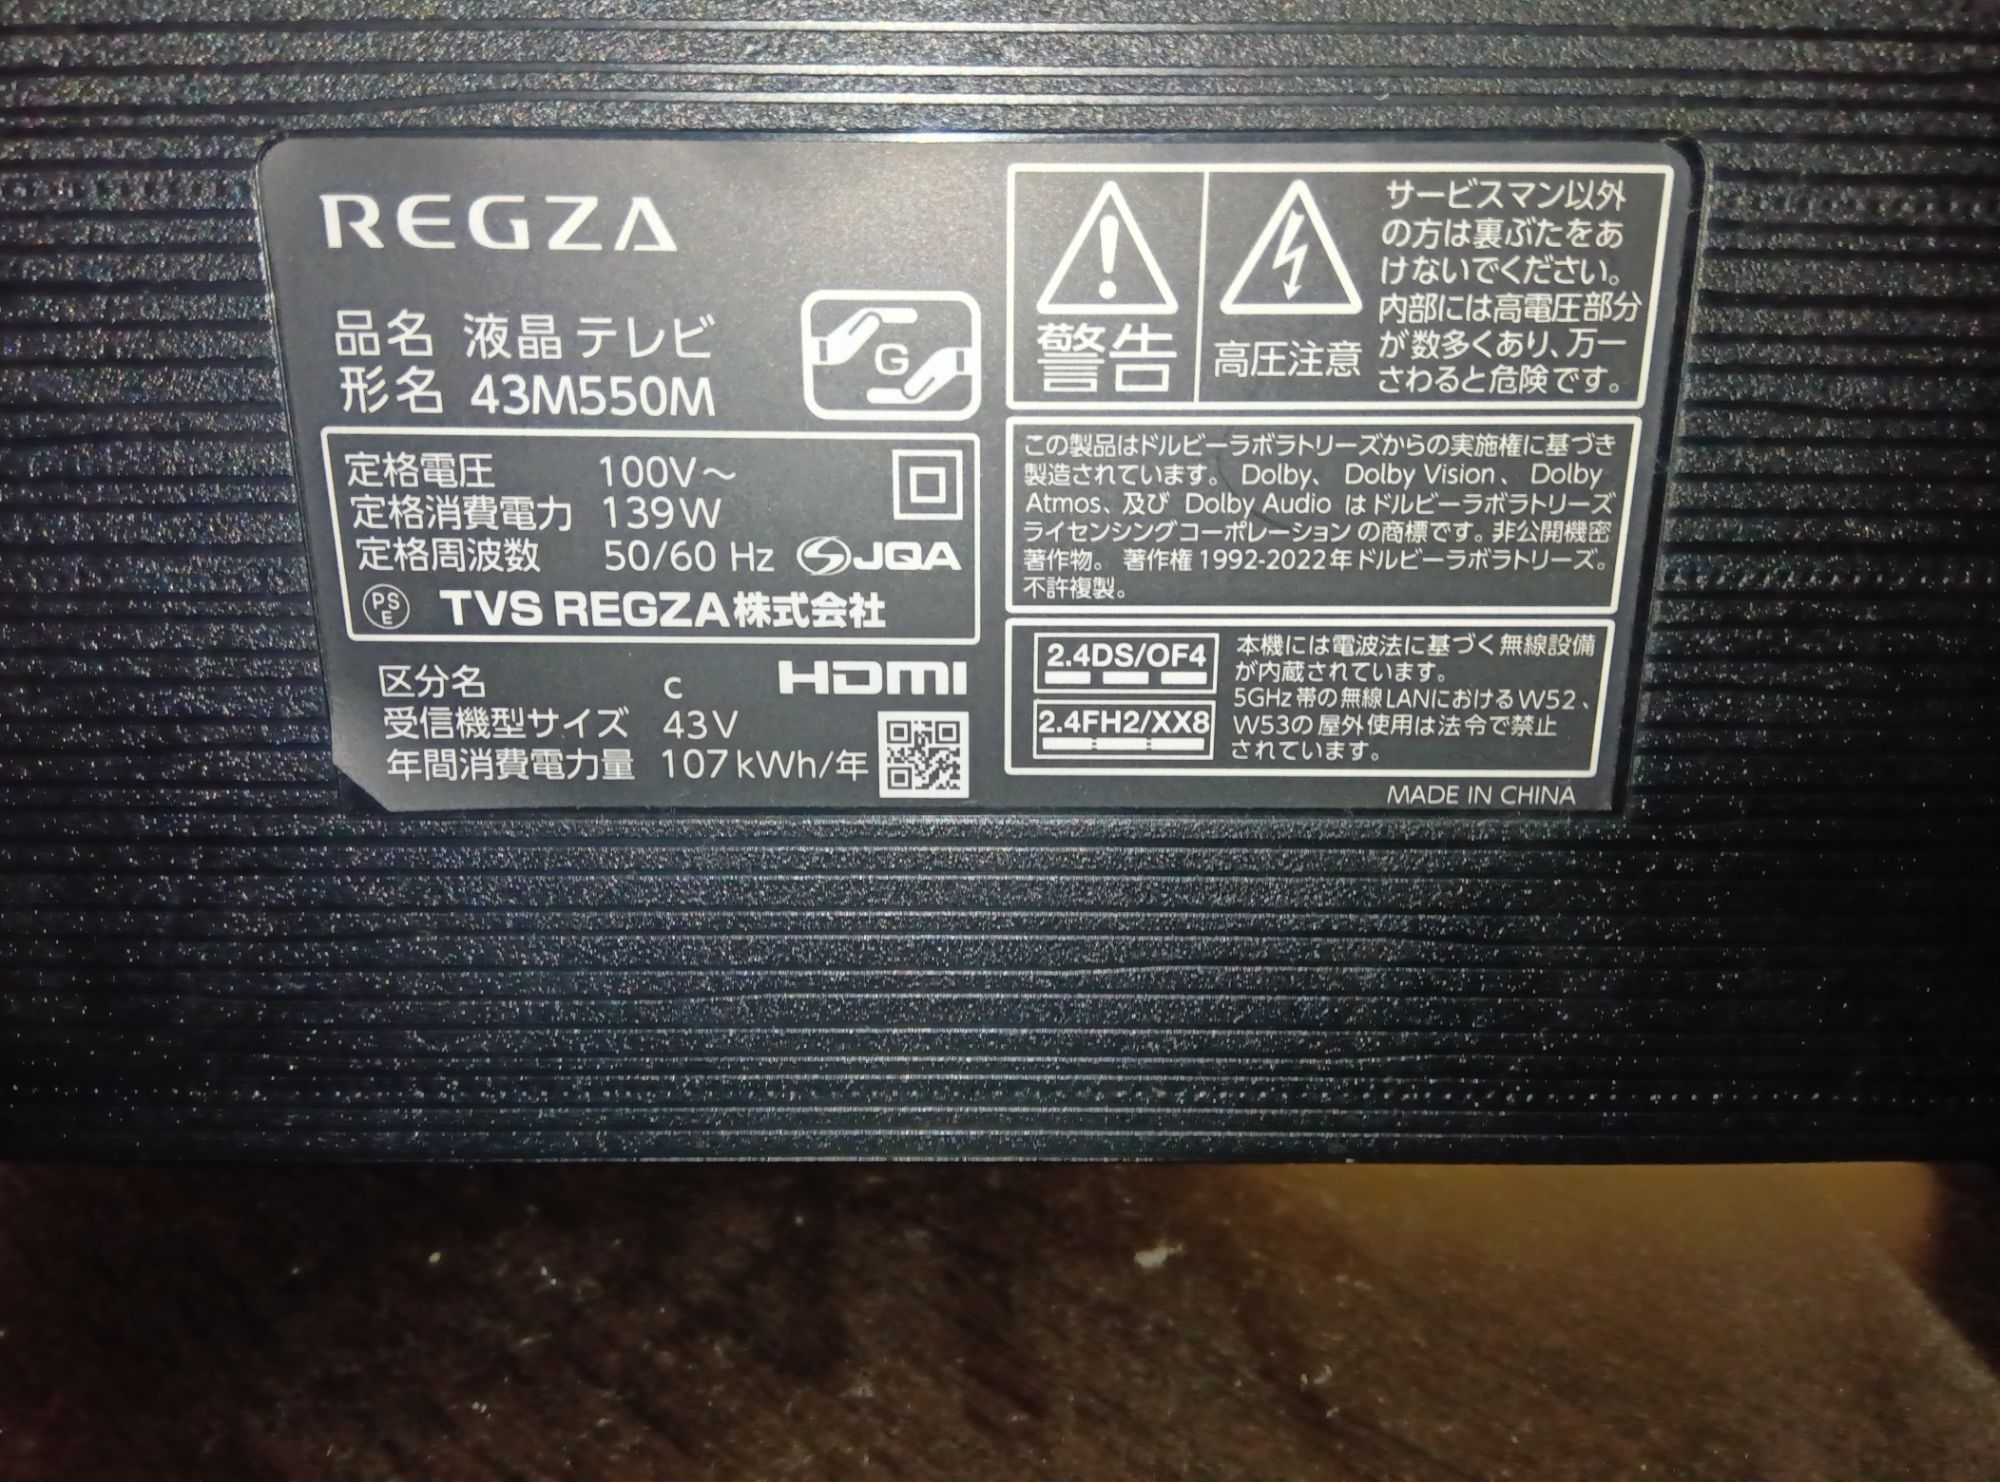 REGZA
品名 液晶テレビ
形名 43M550M
G
定格電圧 100V～
定格消費電力 139W
定格周波数 50/60 Hz
JQA
PSE
TVS REGZA株式会社
区分名 c
HDMI
受信機型サイズ 43V
年間消費電力量 107kWh/年
警告
高圧注意
サービスマン以外
の方は裏ぶたをあ
けないでください。
内部には高電圧部分
が数多くあり、万一
さわると危険です。
この製品はドルビーラボラトリーズからの実施権に基づき
製造されています。 Dolby、 Dolby Vision、 Dolby
Atmos、及び Dolby Audio はドルビーラボラトリーズ
ライセンシングコーポレーションの商標です。非公開機密
著作物。 著作権 1992-2022年ドルビーラボラトリーズ。
不許複製。
2.4DS/OF4
2.4FH2/XX8
本機には電波法に基づく無線設備
が内蔵されています。
5GHz帯の無線LANにおけるW52、
W53の屋外使用は法令で禁止
されています。
MADE IN CHINA